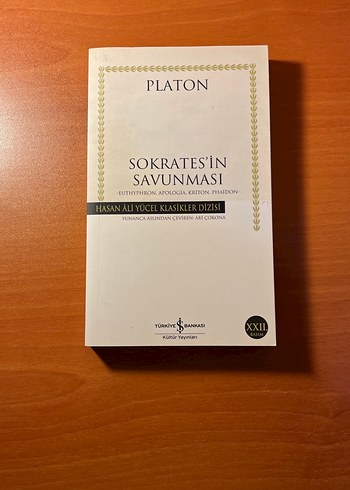 PLATON
SOKRATES'İN
SAVUNMASI
-EUTHYPHRON, APOLOGIA, KRITON, PHAIDON-
HASAN ÂLİ YÜCEL KLASİKLER DİZİSİ
YUNANCA ASLINDAN ÇEVİREN: ARİ ÇOKONA
TÜRKİYE İŞ BANKASI
Kültür Yayınları
XXII.
BASIM